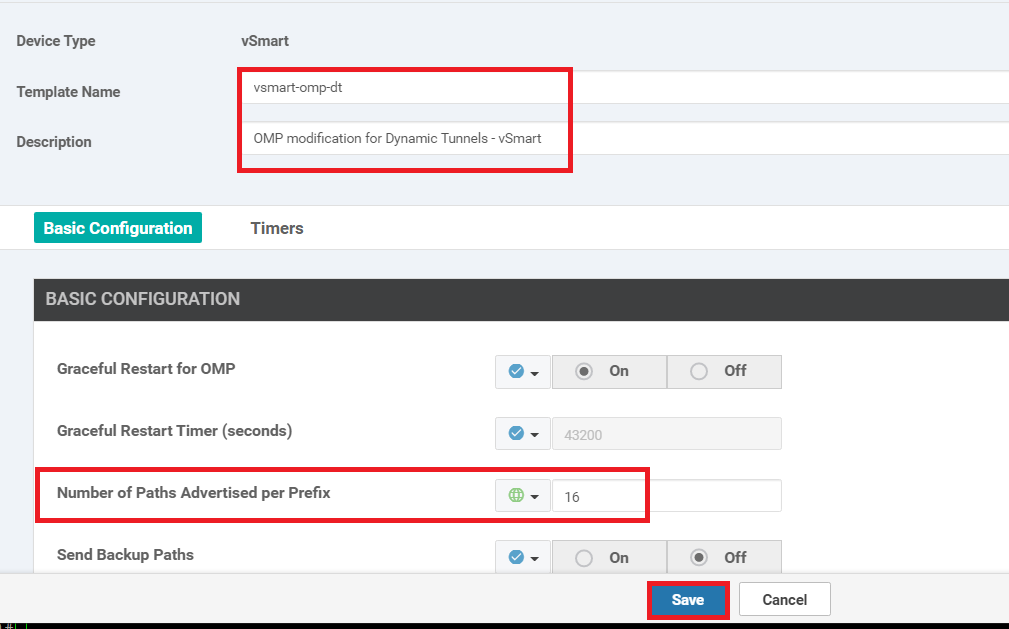 Device Type vSmart
Template Name vsmart-omp-dt
Description OMP modification for Dynamic Tunnels - vSmart
Basic Configuration Timers
BASIC CONFIGURATION
Graceful Restart for OMP On Off
Graceful Restart Timer (seconds) 43200
Number of Paths Advertised per Prefix 16
Send Backup Paths On Off
Save Cancel